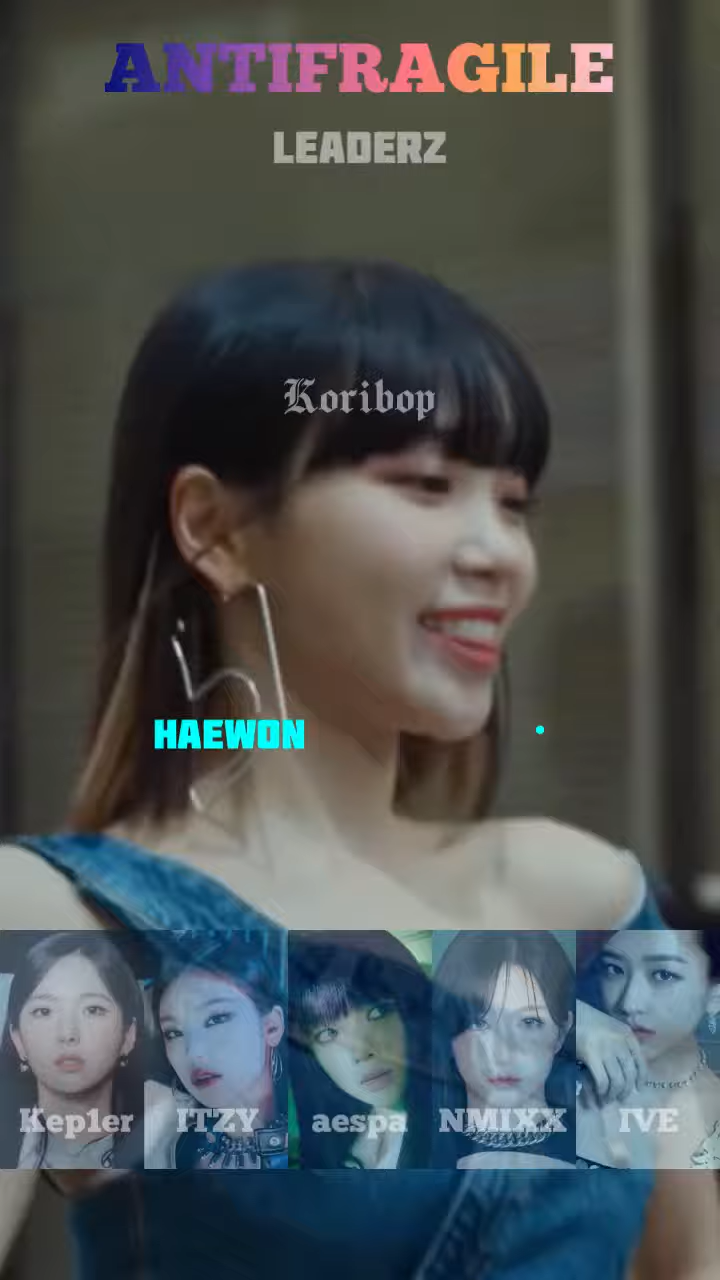 ANTIFRAGILE
LEADERZ
Koribop
HAEWON
Kep1er ITZY aespa NMIXX IVE